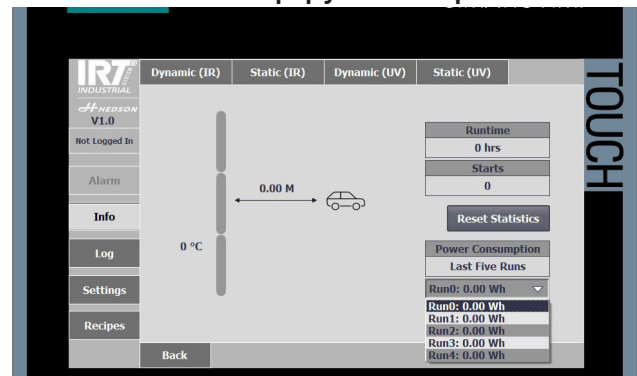 IRT
SYSTEM
INDUSTRIAL
HEDSON
V1.0
Not Logged In
Alarm
Info
Log
Settings
Recipes
Dynamic (IR)
Static (IR)
Dynamic (UV)
Static (UV)
0.00 M
0 °C
Runtime
0 hrs
Starts
0
Reset Statistics
Power Consumption
Last Five Runs
Run0: 0.00 Wh
Run0: 0.00 Wh
Run1: 0.00 Wh
Run2: 0.00 Wh
Run3: 0.00 Wh
Run4: 0.00 Wh
Back
TOUCH